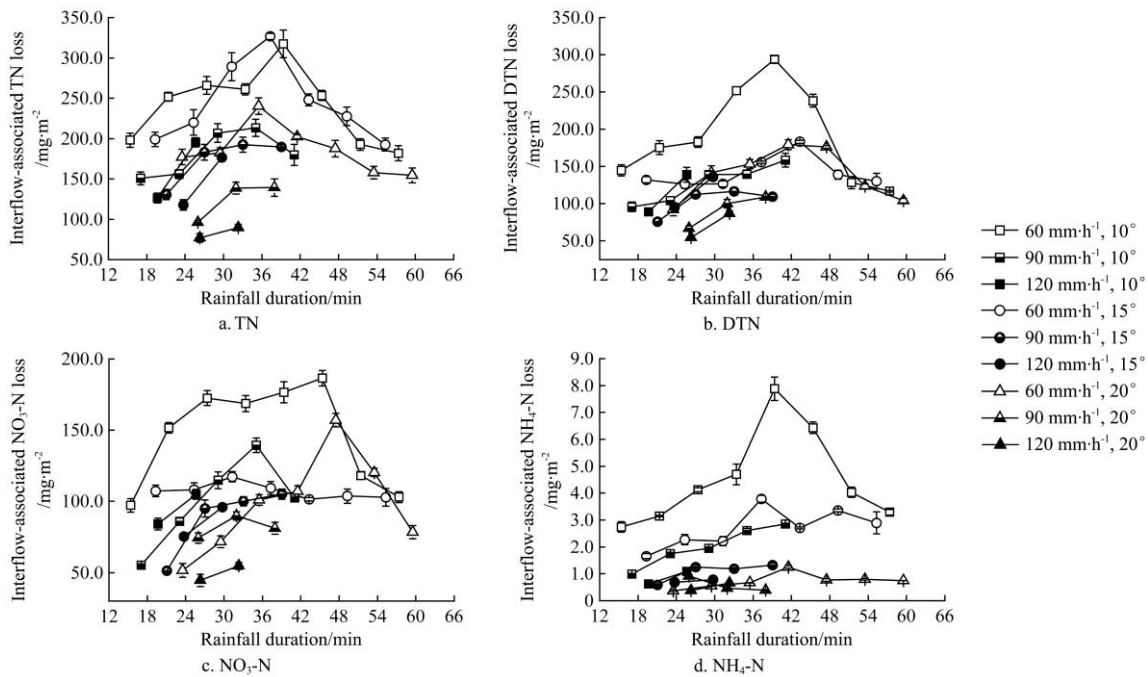 350.0
300.0
250.0
200.0
150.0
100.0
50.0
Interflow-associated TN loss
/mg·m⁻²
12 18 24 30 36 42 48 54 60 66
Rainfall duration/min
a. TN
350.0
300.0
250.0
200.0
150.0
100.0
50.0
Interflow-associated DTN loss
/mg·m⁻²
12 18 24 30 36 42 48 54 60 66
Rainfall duration/min
b. DTN
200.0
150.0
100.0
50.0
Interflow-associated NO₃-N loss
/mg·m⁻²
12 18 24 30 36 42 48 54 60 66
Rainfall duration/min
c. NO₃-N
9.0
8.0
7.0
6.0
5.0
4.0
3.0
2.0
1.0
0
Interflow-associated NH₄-N loss
/mg·m⁻²
12 18 24 30 36 42 48 54 60 66
Rainfall duration/min
d. NH₄-N
60 mm·h⁻¹, 10°
90 mm·h⁻¹, 10°
120 mm·h⁻¹, 10°
60 mm·h⁻¹, 15°
90 mm·h⁻¹, 15°
120 mm·h⁻¹, 15°
60 mm·h⁻¹, 20°
90 mm·h⁻¹, 20°
120 mm·h⁻¹, 20°